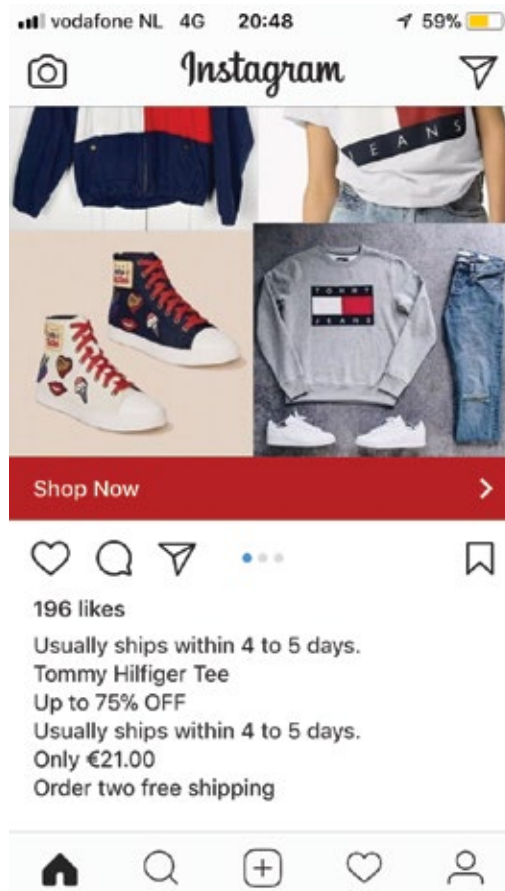 vodafone NL 4G 20:48 59%
Instagram
JEANS
TOMMY
JEANS
Shop Now
196 likes
Usually ships within 4 to 5 days.
Tommy Hilfiger Tee
Up to 75% OFF
Usually ships within 4 to 5 days.
Only €21.00
Order two free shipping